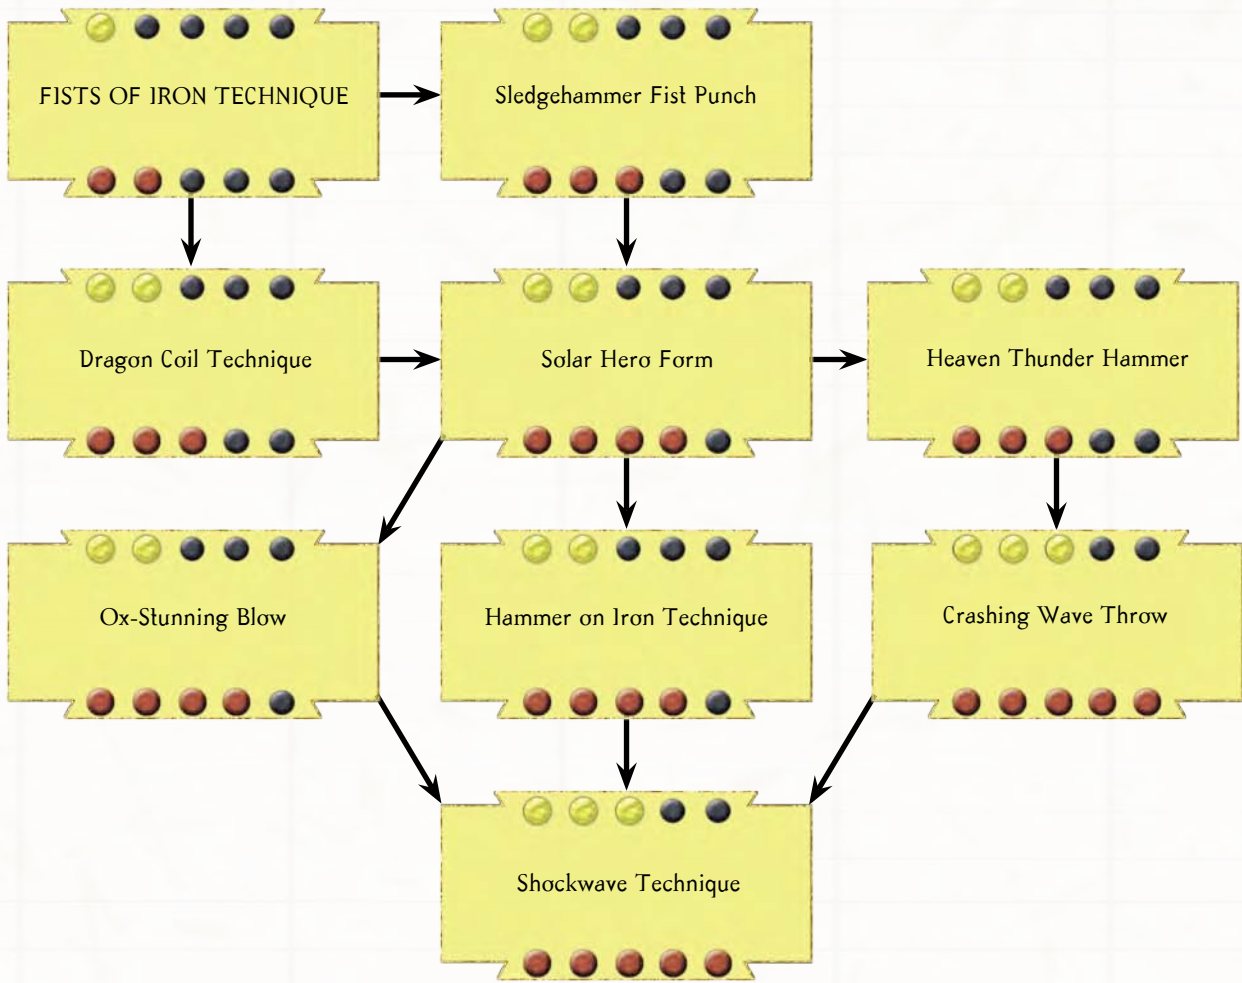 FISTS OF IRON TECHNIQUE
Sledgehammer Fist Punch
Dragon Coil Technique
Solar Hero Form
Heaven Thunder Hammer
Ox-Stunning Blow
Hammer on Iron Technique
Crashing Wave Throw
Shockwave Technique